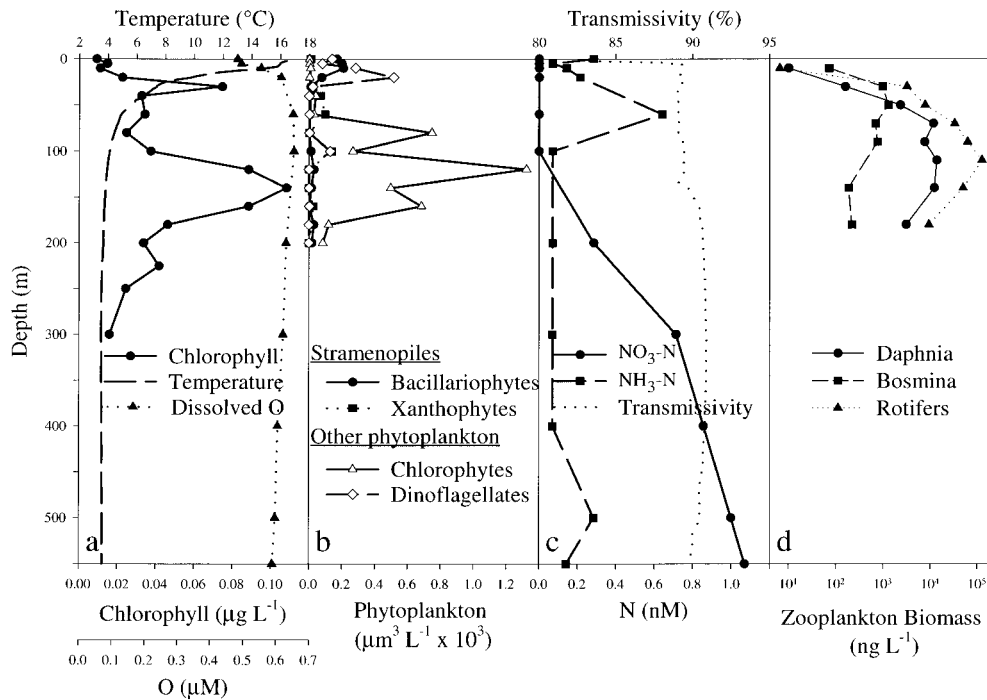 Temperature (°C)
Transmissivity (%)
2 4 6 8 10 12 14 16 18
80 85 90 95
Depth (m)
0
100
200
300
400
500
Chlorophyll
Temperature
Dissolved O
a
Stramenopiles
Bacillariophytes
Xanthophytes
Other phytoplankton
Chlorophytes
Dinoflagellates
b
NO3-N
NH3-N
Transmissivity
c
Daphnia
Bosmina
Rotifers
d
0.00 0.02 0.04 0.06 0.08 0.10
Chlorophyll (µg L-1)
0.0 0.1 0.2 0.3 0.4 0.5 0.6 0.7
O (µM)
0.2 0.4 0.6 0.8 1.0 1.2
Phytoplankton
(µm3 L-1 x 103)
0.0 0.2 0.4 0.6 0.8 1.0
N (nM)
101 102 103 104 105
Zooplankton Biomass
(ng L-1)